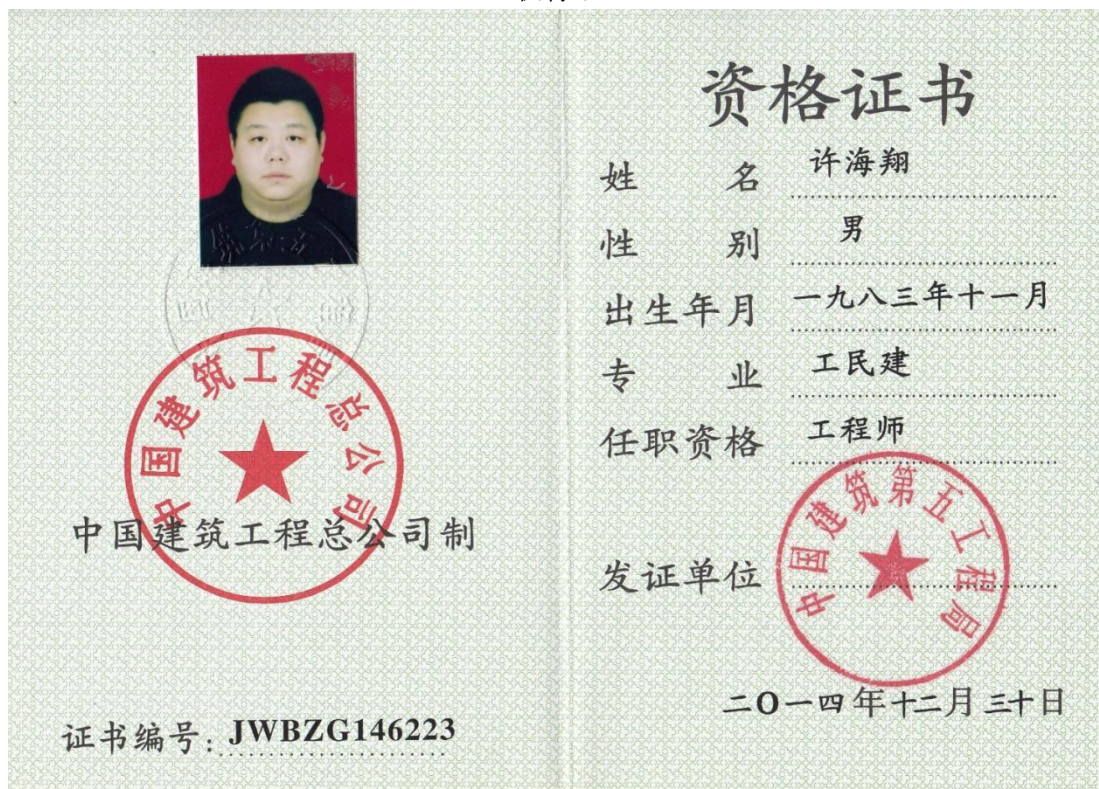 中国建筑工程总公司
中国建筑工程总公司制
证书编号：JWBZG146223
资格证书
姓 名 许海翔
性 别 男
出生年月 一九八三年十一月
专 业 工民建
任职资格 工程师
发证单位
中国建筑第五工程局
二〇一四年十二月三十日